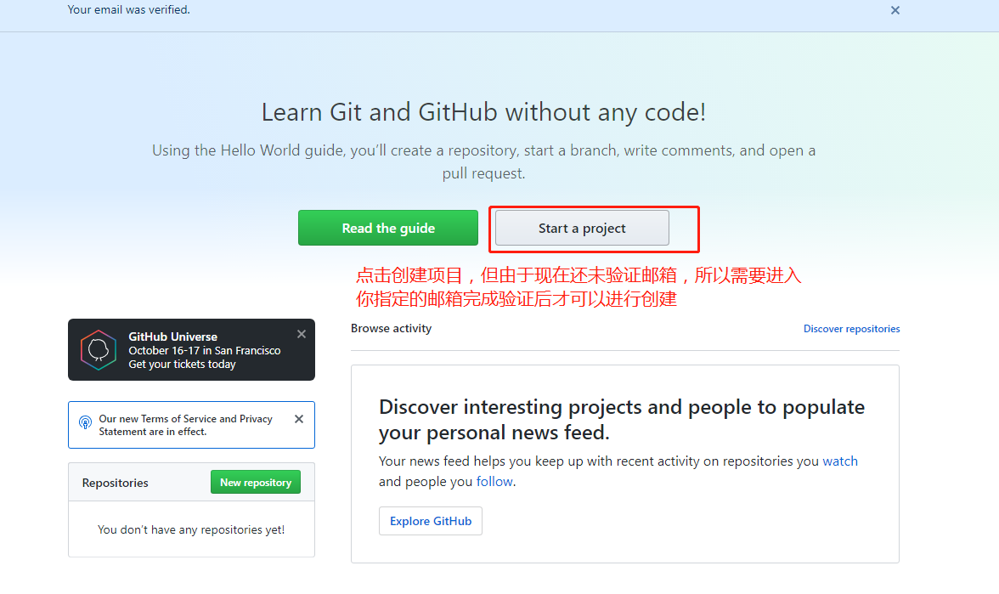 Your email was verified.
Learn Git and GitHub without any code!
Using the Hello World guide, you’ll create a repository, start a branch, write comments, and open a
pull request.
Read the guide
Start a project
点击创建项目，但由于现在还未验证邮箱，所以需要进入
你指定的邮箱完成验证后才可以进行创建
GitHub Universe
October 16-17 in San Francisco
Get your tickets today
Our new Terms of Service and Privacy
Statement are in effect.
Repositories
New repository
You don’t have any repositories yet!
Browse activity
Discover repositories
Discover interesting projects and people to populate
your personal news feed.
Your news feed helps you keep up with recent activity on repositories you watch
and people you follow.
Explore GitHub